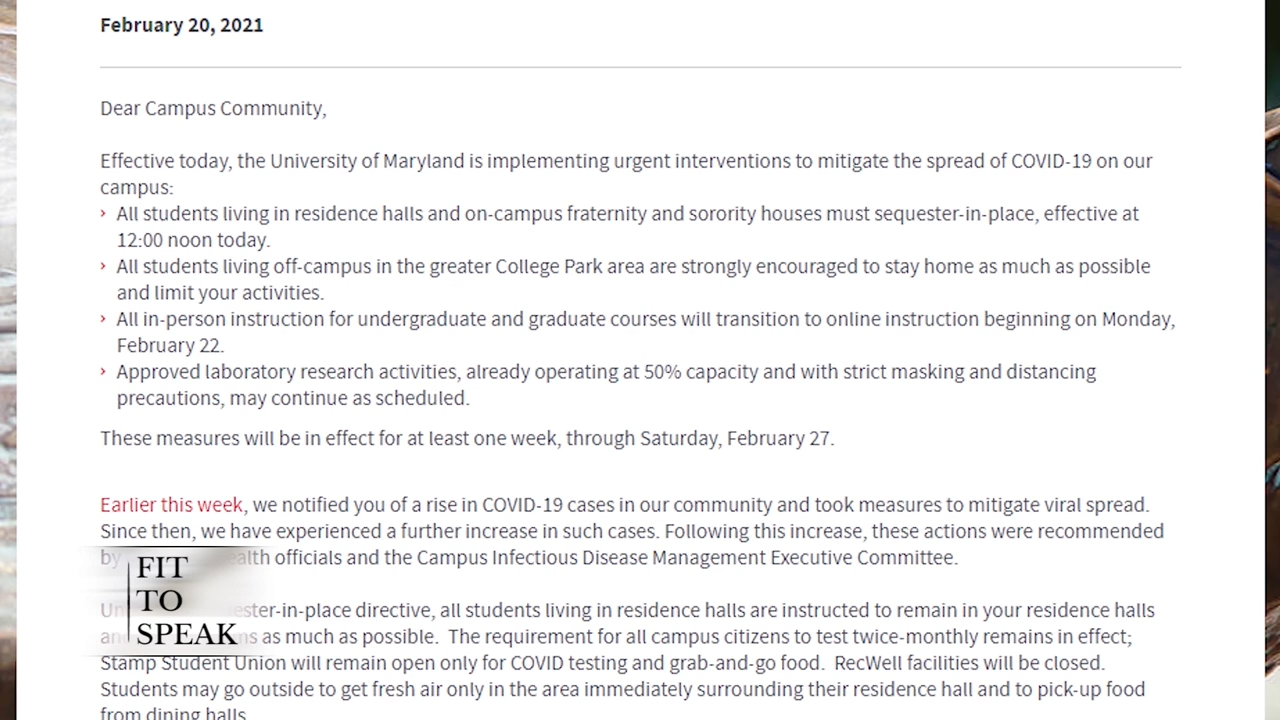 February 20, 2021
Dear Campus Community,
Effective today, the University of Maryland is implementing urgent interventions to mitigate the spread of COVID-19 on our
campus:
› All students living in residence halls and on-campus fraternity and sorority houses must sequester-in-place, effective at
12:00 noon today.
› All students living off-campus in the greater College Park area are strongly encouraged to stay home as much as possible
and limit your activities.
› All in-person instruction for undergraduate and graduate courses will transition to online instruction beginning on Monday,
February 22.
› Approved laboratory research activities, already operating at 50% capacity and with strict masking and distancing
precautions, may continue as scheduled.
These measures will be in effect for at least one week, through Saturday, February 27.
Earlier this week, we notified you of a rise in COVID-19 cases in our community and took measures to mitigate viral spread.
Since then, we have experienced a further increase in such cases. Following this increase, these actions were recommended
by officials and the Campus Infectious Disease Management Executive Committee.
directive, all students living in residence halls are instructed to remain in your residence halls
as much as possible. The requirement for all campus citizens to test twice-monthly remains in effect;
Stamp Student Union will remain open only for COVID testing and grab-and-go food. RecWell facilities will be closed.
Students may go outside to get fresh air only in the area immediately surrounding their residence hall and to pick-up food
from dining halls.
FIT
TO
SPEAK